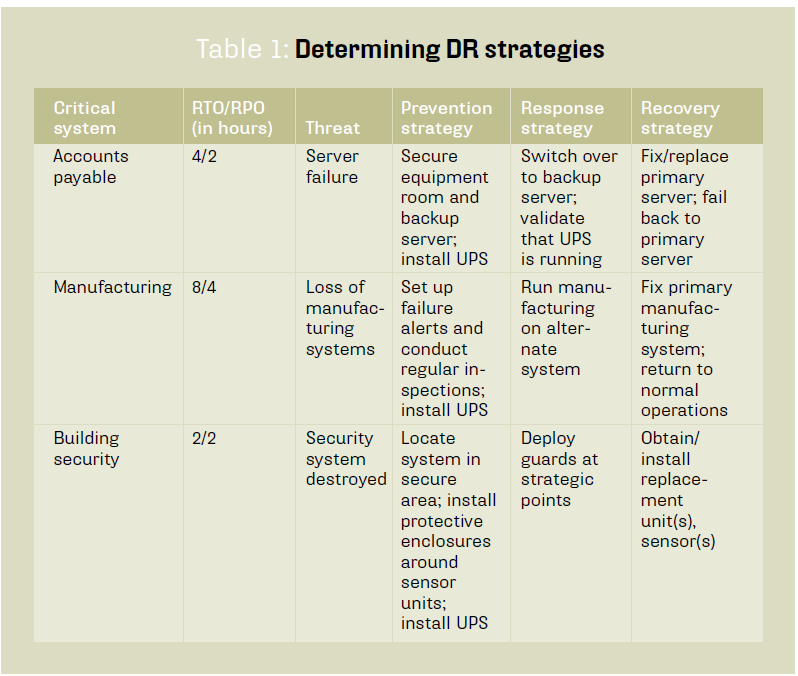 Table 1: Determining DR strategies
Critical
system
RTO/RPO
(in hours)
Threat
Prevention
strategy
Response
strategy
Recovery
strategy
Accounts
payable
4/2
Server
failure
Secure
equipment
room and
backup
server;
install UPS
Switch over
to backup
server;
validate
that UPS
is running
Fix/replace
primary
server; fail
back to
primary
server
Manufacturing
8/4
Loss of
manufac-
turing
systems
Set up
failure
alerts and
conduct
regular in-
spections;
install UPS
Run manu-
facturing
on alter-
nate
system
Fix primary
manufac-
turing
system;
return to
normal
operations
Building
security
2/2
Security
system
destroyed
Locate
system in
secure
area; install
protective
enclosures
around
sensor
units;
install UPS
Deploy
guards at
strategic
points
Obtain/
install
replace-
ment
unit(s),
sensor(s)